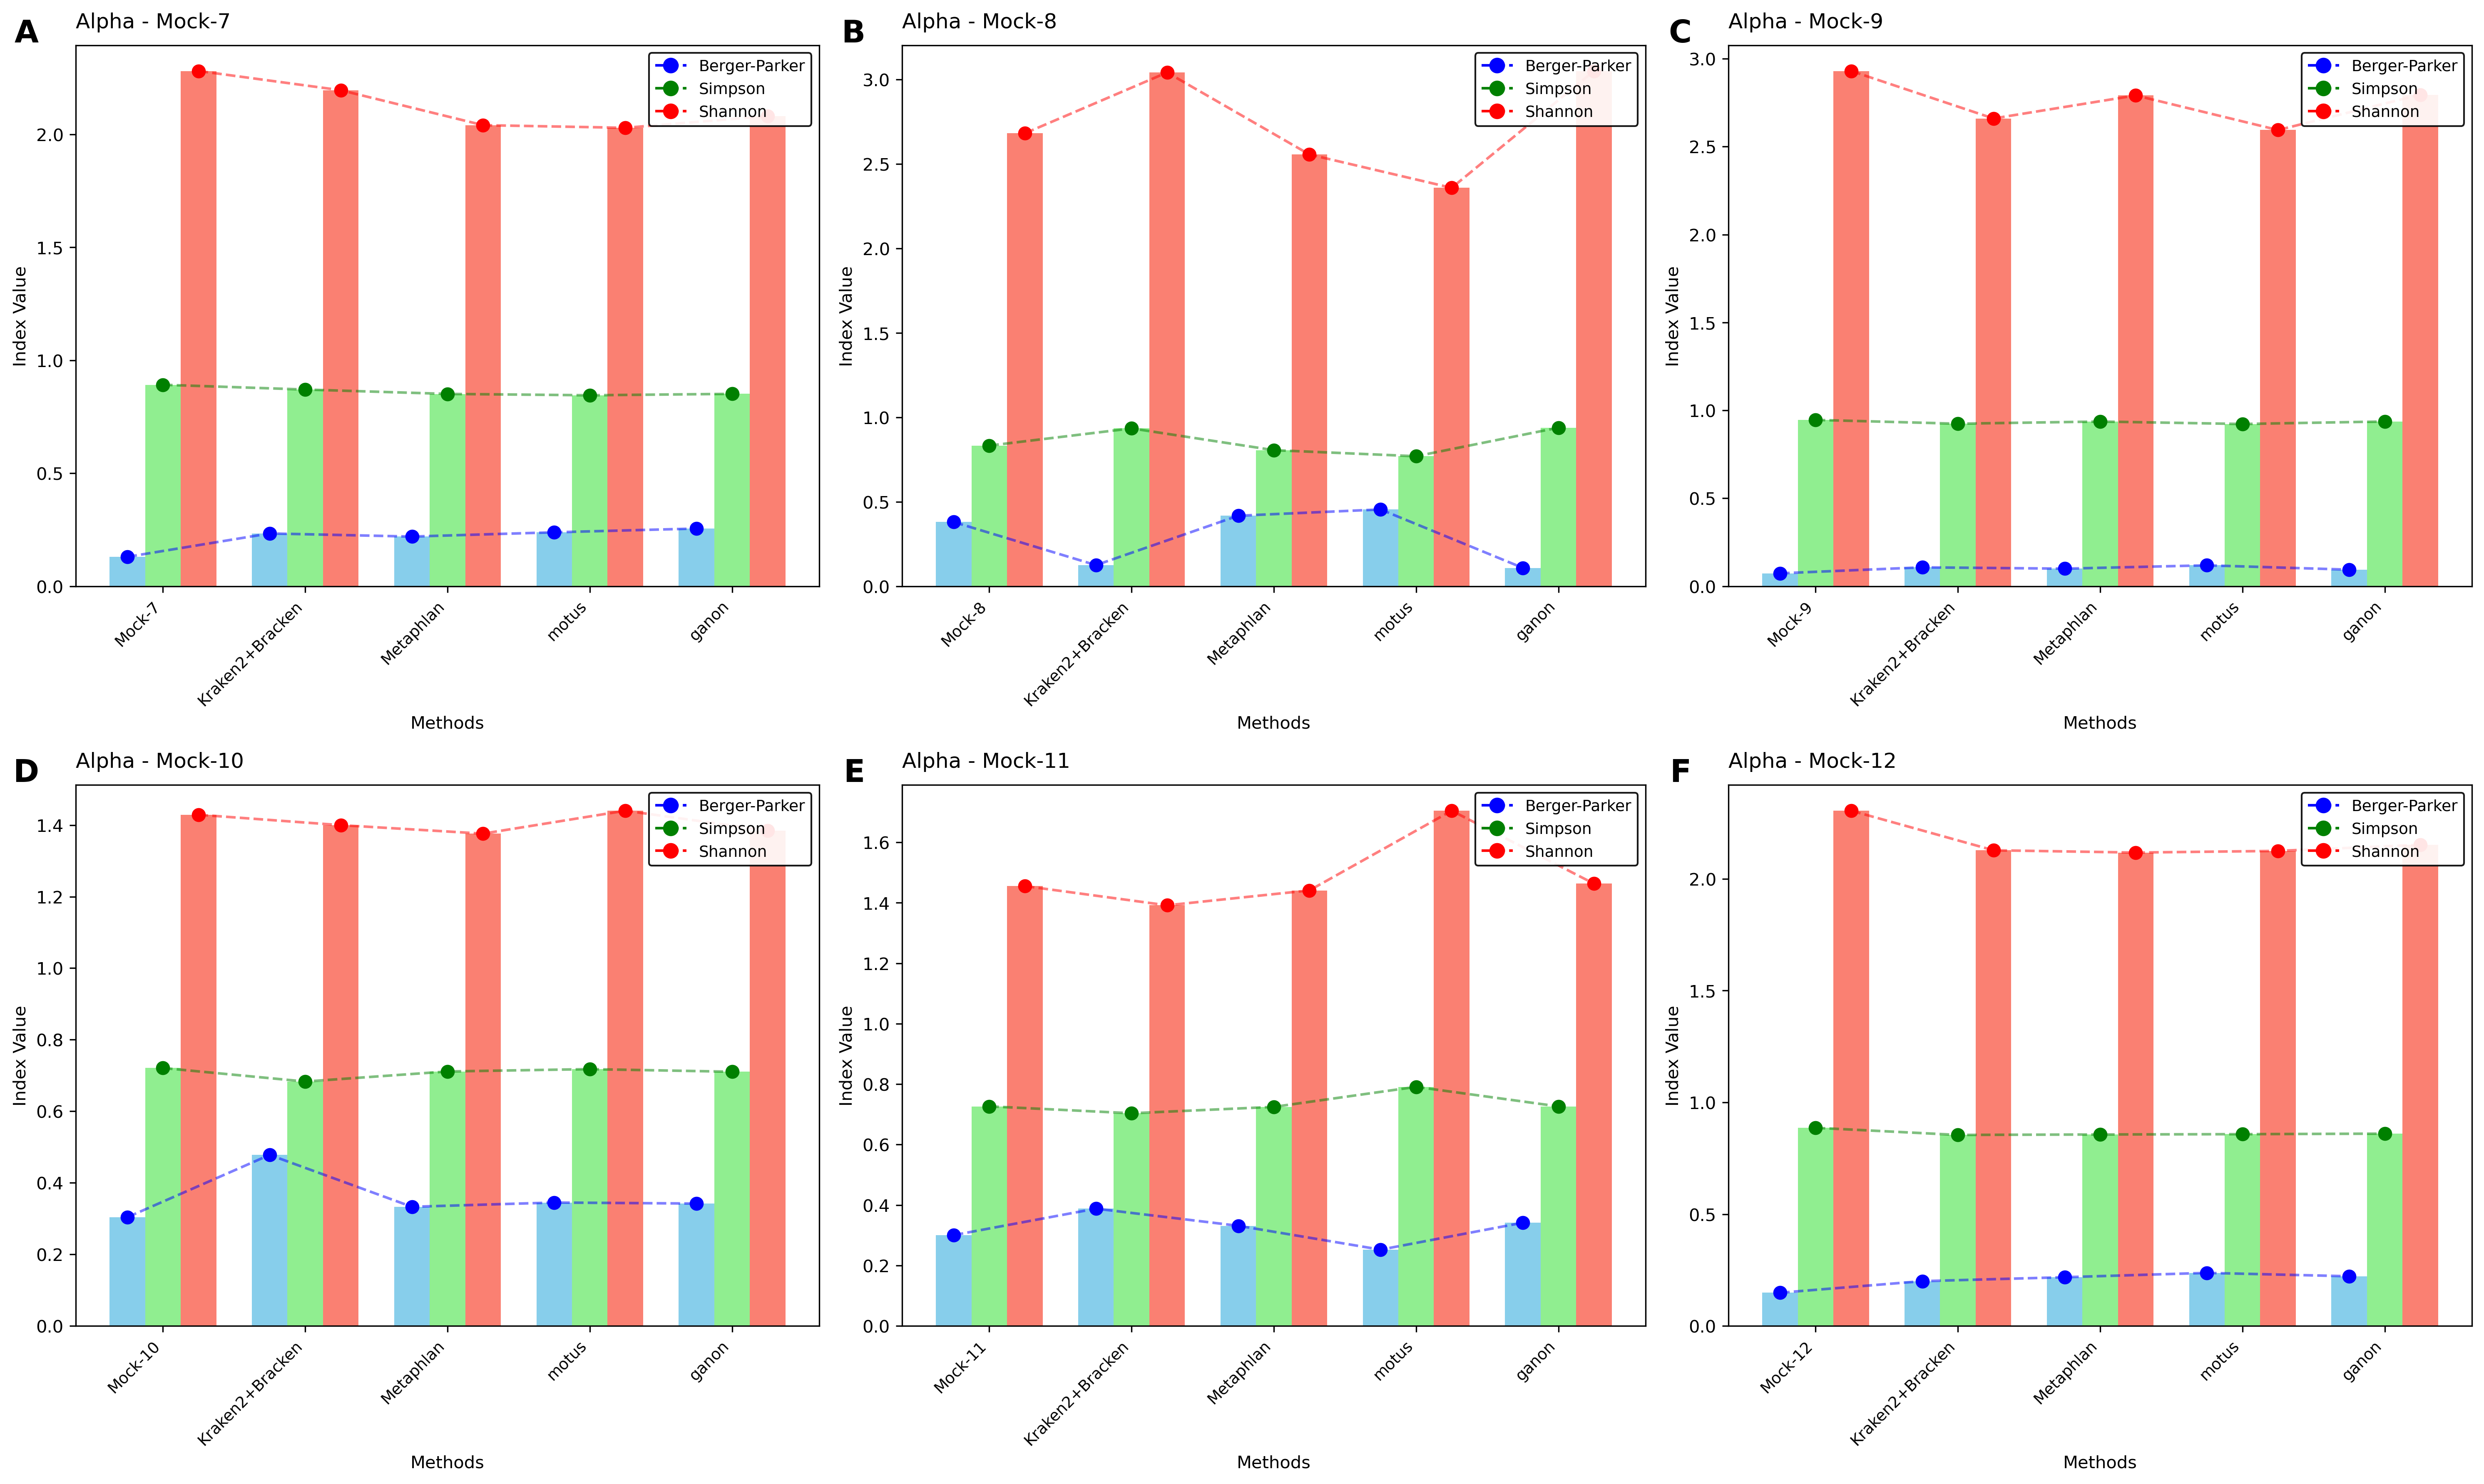 A Alpha - Mock-7
Index Value
2.0
1.5
1.0
0.5
0.0
Berger-Parker
Simpson
Shannon
Mock-7
Kraken2+Bracken
Metaphlan
motus
ganon
Methods
B Alpha - Mock-8
Index Value
3.0
2.5
2.0
1.5
1.0
0.5
0.0
Berger-Parker
Simpson
Shannon
Mock-8
Kraken2+Bracken
Metaphlan
motus
ganon
Methods
C Alpha - Mock-9
Index Value
3.0
2.5
2.0
1.5
1.0
0.5
0.0
Berger-Parker
Simpson
Shannon
Mock-9
Kraken2+Bracken
Metaphlan
motus
ganon
Methods
D Alpha - Mock-10
Index Value
1.4
1.2
1.0
0.8
0.6
0.4
0.2
0.0
Berger-Parker
Simpson
Shannon
Mock-10
Kraken2+Bracken
Metaphlan
motus
ganon
Methods
E Alpha - Mock-11
Index Value
1.6
1.4
1.2
1.0
0.8
0.6
0.4
0.2
0.0
Berger-Parker
Simpson
Shannon
Mock-11
Kraken2+Bracken
Metaphlan
motus
ganon
Methods
F Alpha - Mock-12
Index Value
2.0
1.5
1.0
0.5
0.0
Berger-Parker
Simpson
Shannon
Mock-12
Kraken2+Bracken
Metaphlan
motus
ganon
Methods